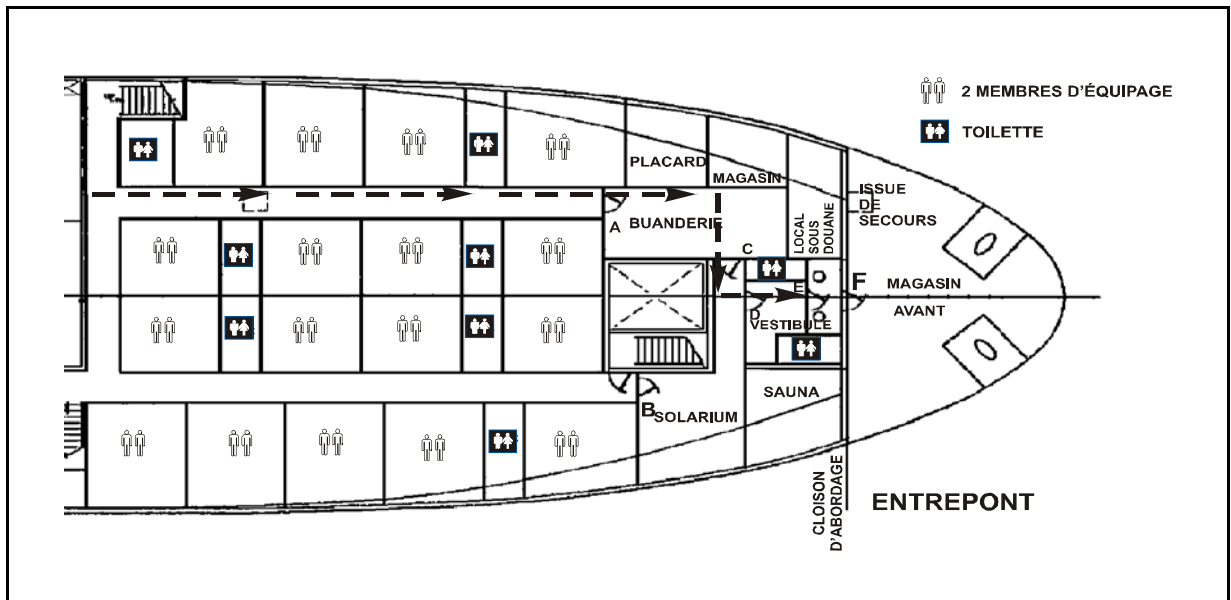 2 MEMBRES D'ÉQUIPAGE
TOILETTE
PLACARD
MAGASIN
ISSUE
DE
SECOURS
A
BUANDERIE
LOCAL
SOUS
DOUANE
C
E
F
MAGASIN
AVANT
D
VESTIBULE
B
SOLARIUM
SAUNA
CLOISON
D'ABORDAGE
ENTREPONT